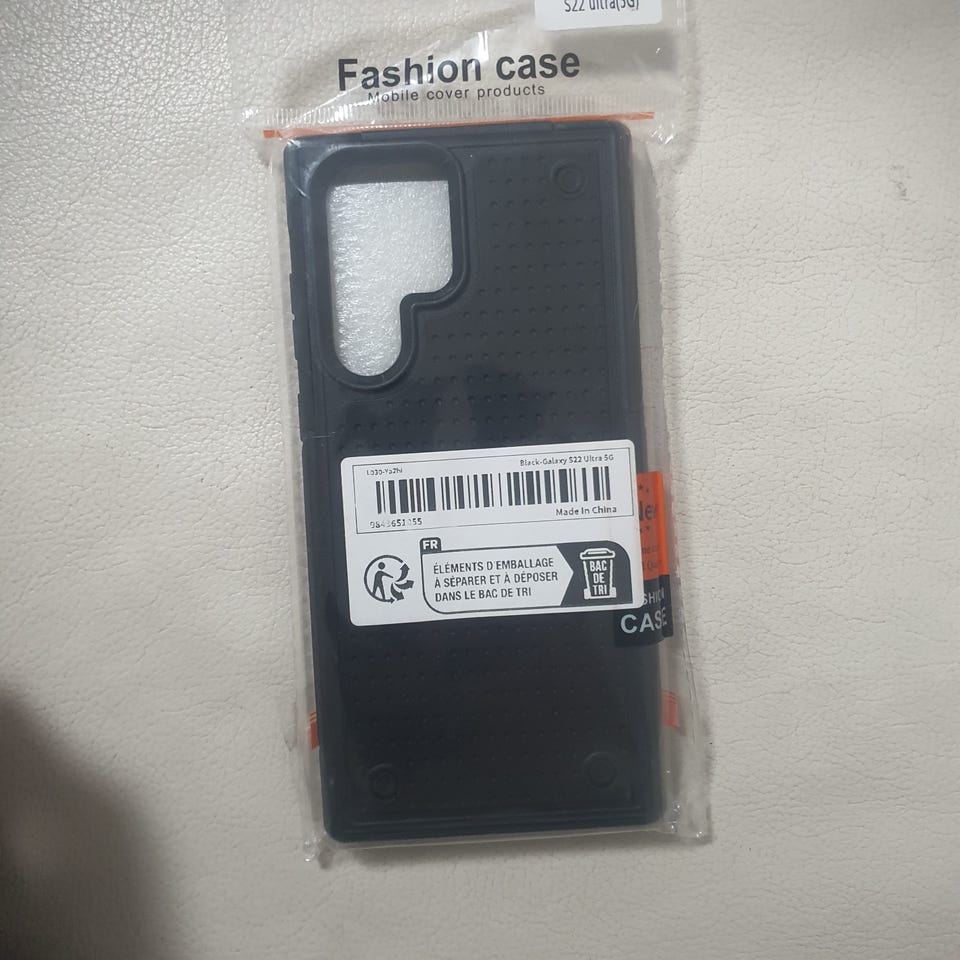 S22 ultra(5G)
Fashion case
Mobile cover products
Black-Galaxy S22 Ultra 5G
Made In China
FR
ÉLÉMENTS D EMBALLAGE
À SÉPARER ET À DÉPOSER
DANS LE BAC DE TRI
BAC
DE
TRI
CASE